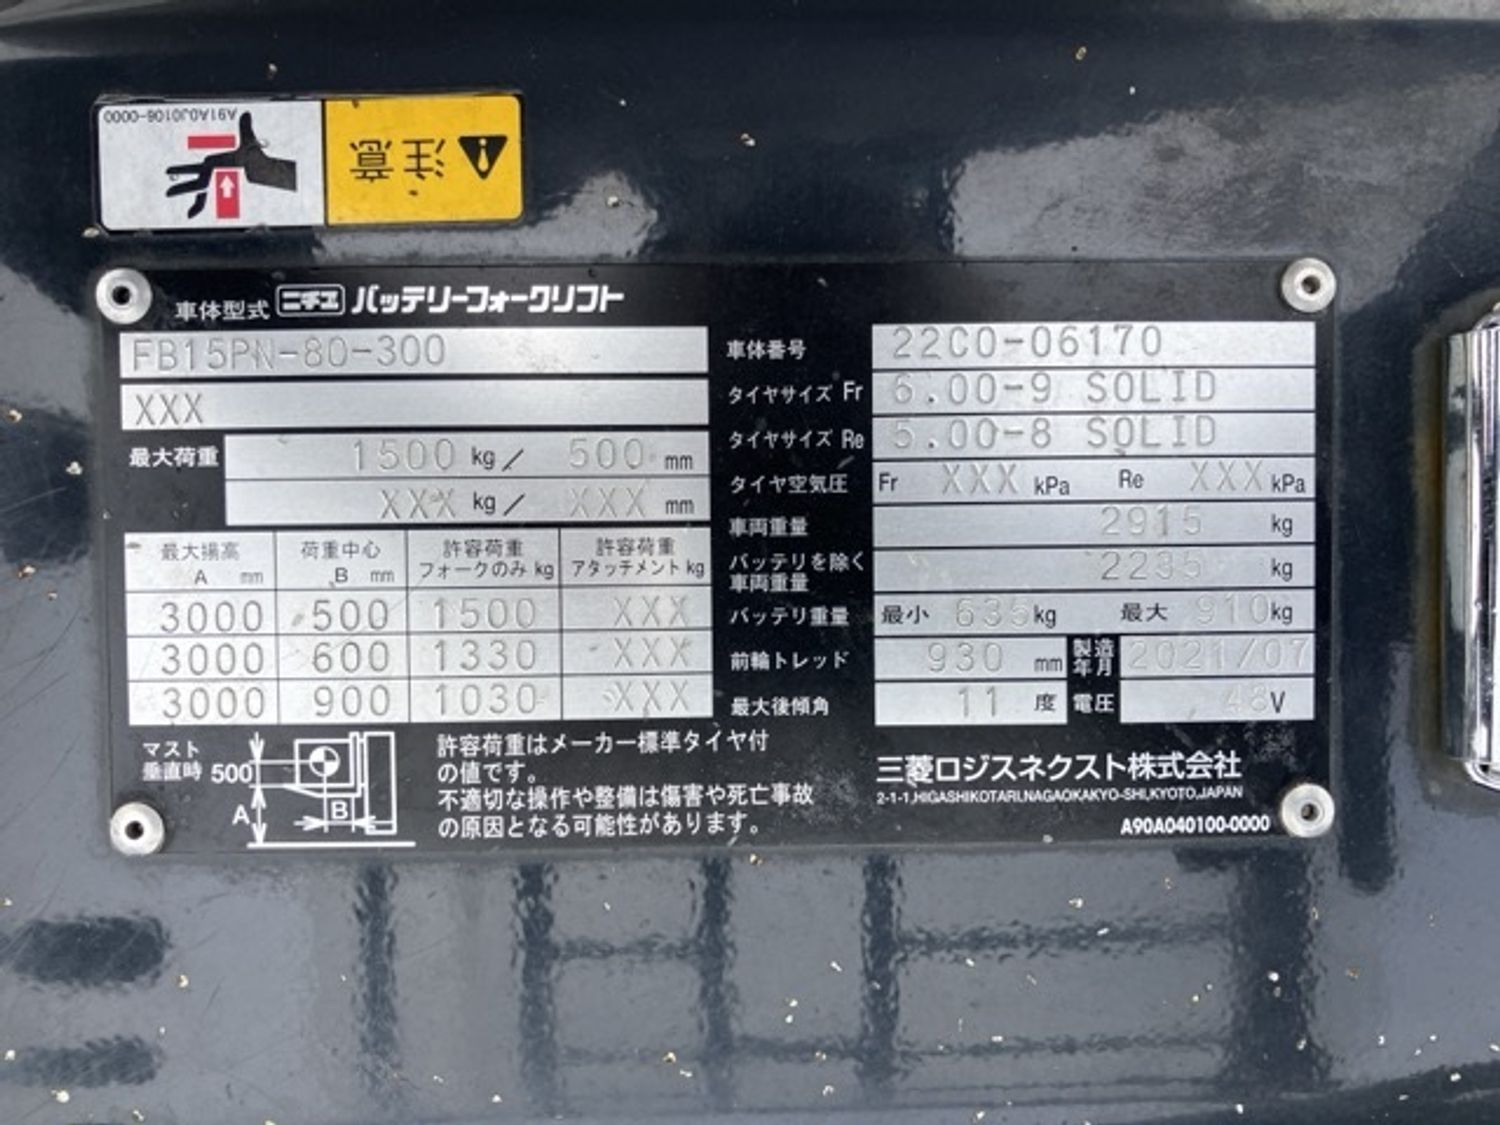 A91A0J0106-0000
注意
車体型式 ニチユ バッテリーフォークリフト
FB15PN-80-300
XXX
最大荷重 1500 kg / 500 mm
XXX kg / XXX mm
最大揚高 A mm 荷重中心 B mm 許容荷重 フォークのみ kg 許容荷重 アタッチメント kg
3000 500 1500 XXX
3000 600 1330 XXX
3000 900 1030 XXX
マスト
垂直時 500
A
B
許容荷重はメーカー標準タイヤ付
の値です。
不適切な操作や整備は傷害や死亡事故
の原因となる可能性があります。
車体番号 22C0-06170
タイヤサイズ Fr 6.00-9 SOLID
タイヤサイズ Re 5.00-8 SOLID
タイヤ空気圧 Fr XXX kPa Re XXX kPa
車両重量 2915 kg
バッテリを除く
車両重量 2235 kg
バッテリ重量 最小 635 kg 最大 910 kg
前輪トレッド 930 mm 製造年月 2021/07
最大後傾角 11 度 電圧 48 V
三菱ロジスネクスト株式会社
2-1-1,HIGASHIKOTARI,NAGAOKAKYO-SHI,KYOTO,JAPAN
A90A040100-0000